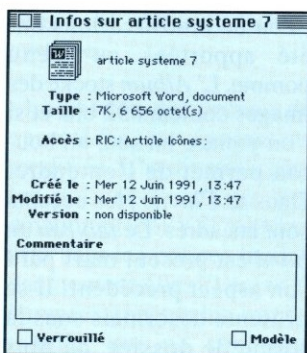 Infos sur article systeme 7
article systeme 7
Type : Microsoft Word, document
Taille : 7K, 6 656 octet(s)
Accès : RIC: Article Icônes:
Créé le : Mer 12 Juin 1991, 13:47
Modifié le : Mer 12 Juin 1991, 13:47
Version : non disponible
Commentaire
Verrouillé
Modèle